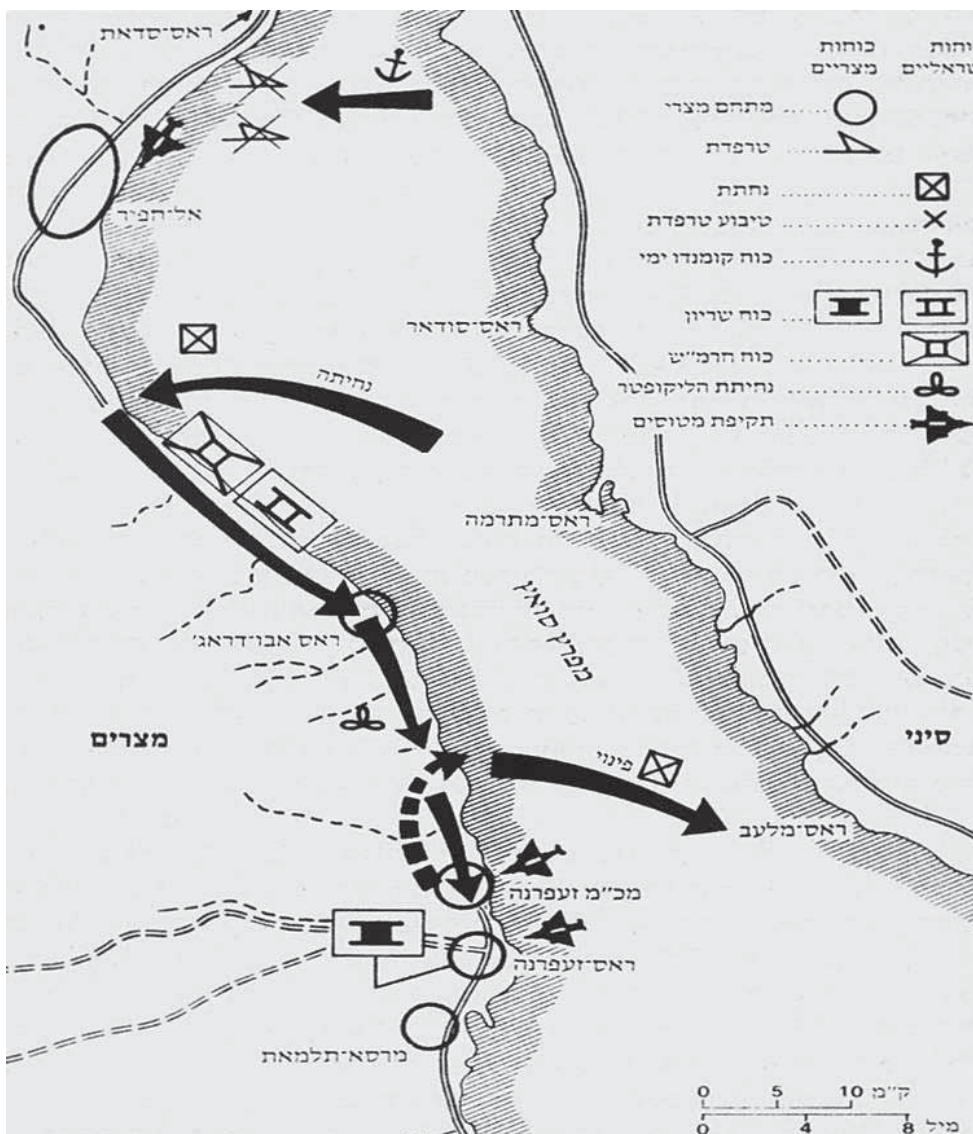 ראס־סדאת
כוחות
מצריים
מתחם מצרי
טרפדת
נחתת
טיבוע טרפדת
כוח קומנדו ימי
כוח שריון
כוח חרמ״ש
נחיתת הליקופטר
תקיפת מטוסים
אל־חפיר
ראס־סודאר
נחיתה
ראס־מתרמה
מפרץ סואץ
ראס אבו־דראג׳
מצרים
סיני
פינוי
ראס־מלעב
מכ״מ זעפרנה
ראס־זעפרנה
מרסא־תלמאת
0 5 10 ק״מ
0 4 8 מיל